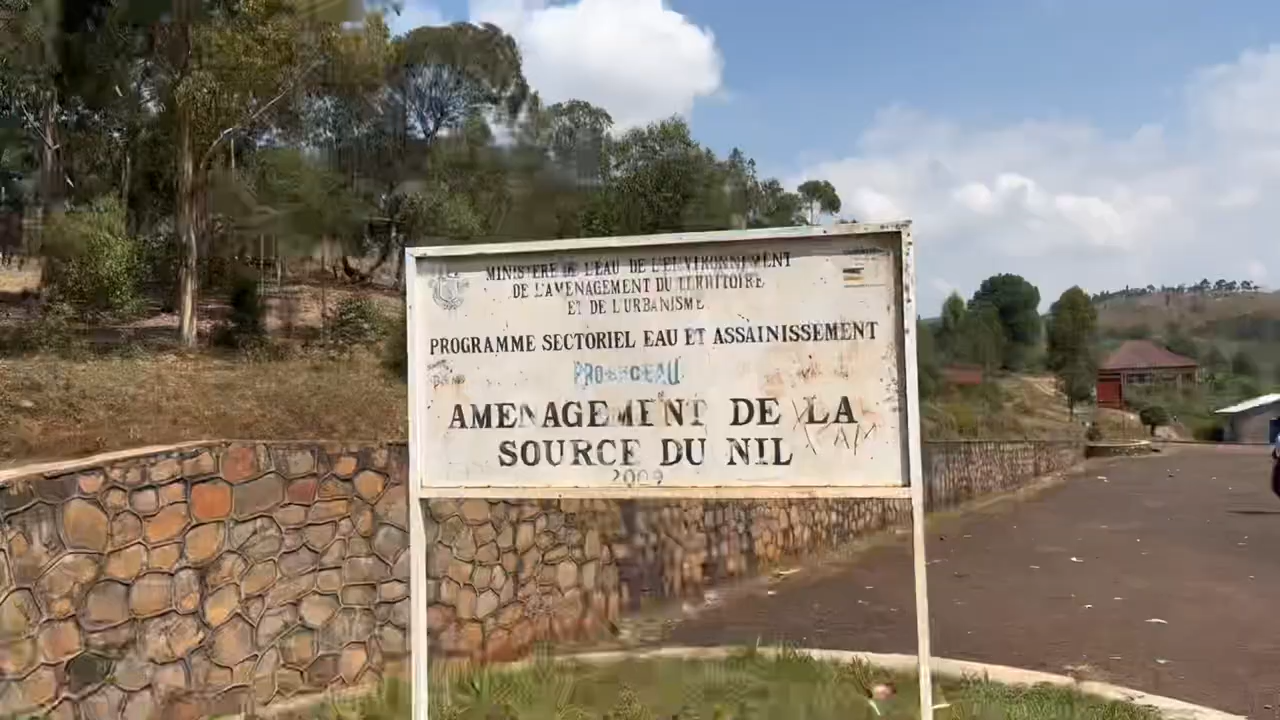 MINISTERE DE L'EAU DE L'ENVIRONNEMENT
DE L'AMENAGEMENT DU TERRITOIRE
ET DE L'URBANISME
PROGRAMME SECTORIEL EAU ET ASSAINISSEMENT
AMENAGEMENT DE LA
SOURCE DU NIL
2009